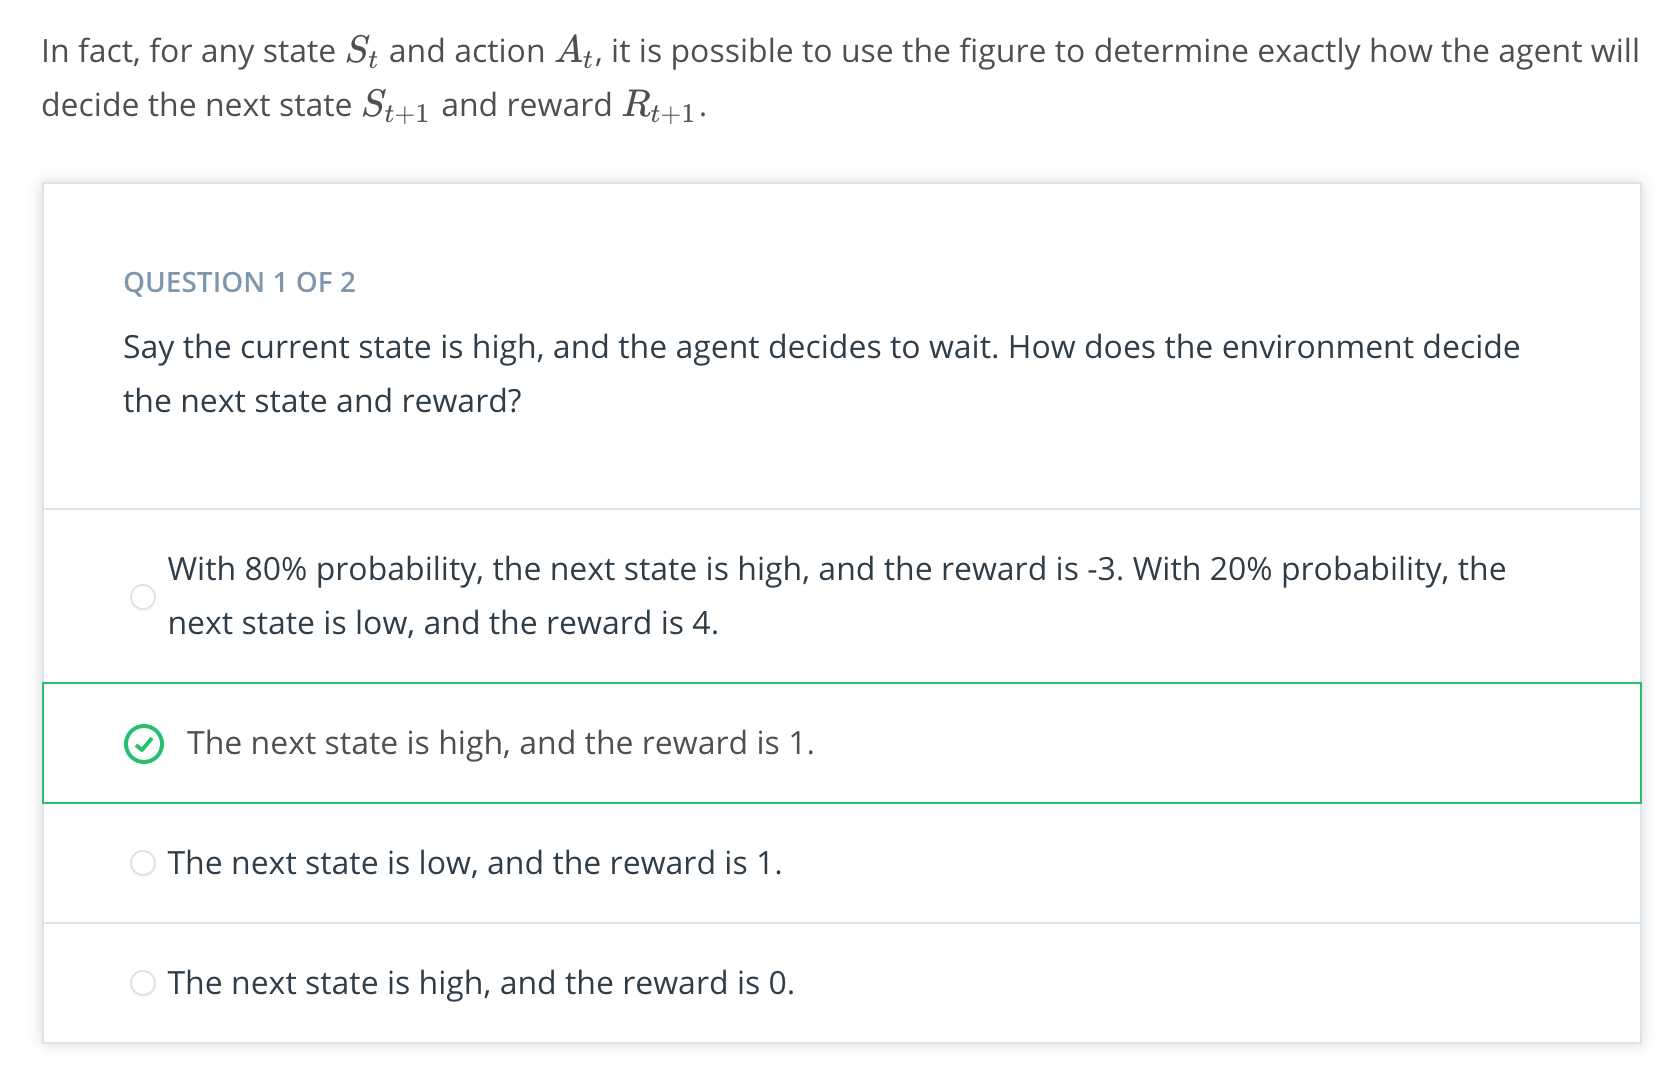 In fact, for any state S_t and action A_t, it is possible to use the figure to determine exactly how the agent will
decide the next state S_{t+1} and reward R_{t+1}.
QUESTION 1 OF 2
Say the current state is high, and the agent decides to wait. How does the environment decide
the next state and reward?
With 80% probability, the next state is high, and the reward is -3. With 20% probability, the
next state is low, and the reward is 4.
The next state is high, and the reward is 1.
The next state is low, and the reward is 1.
The next state is high, and the reward is 0.